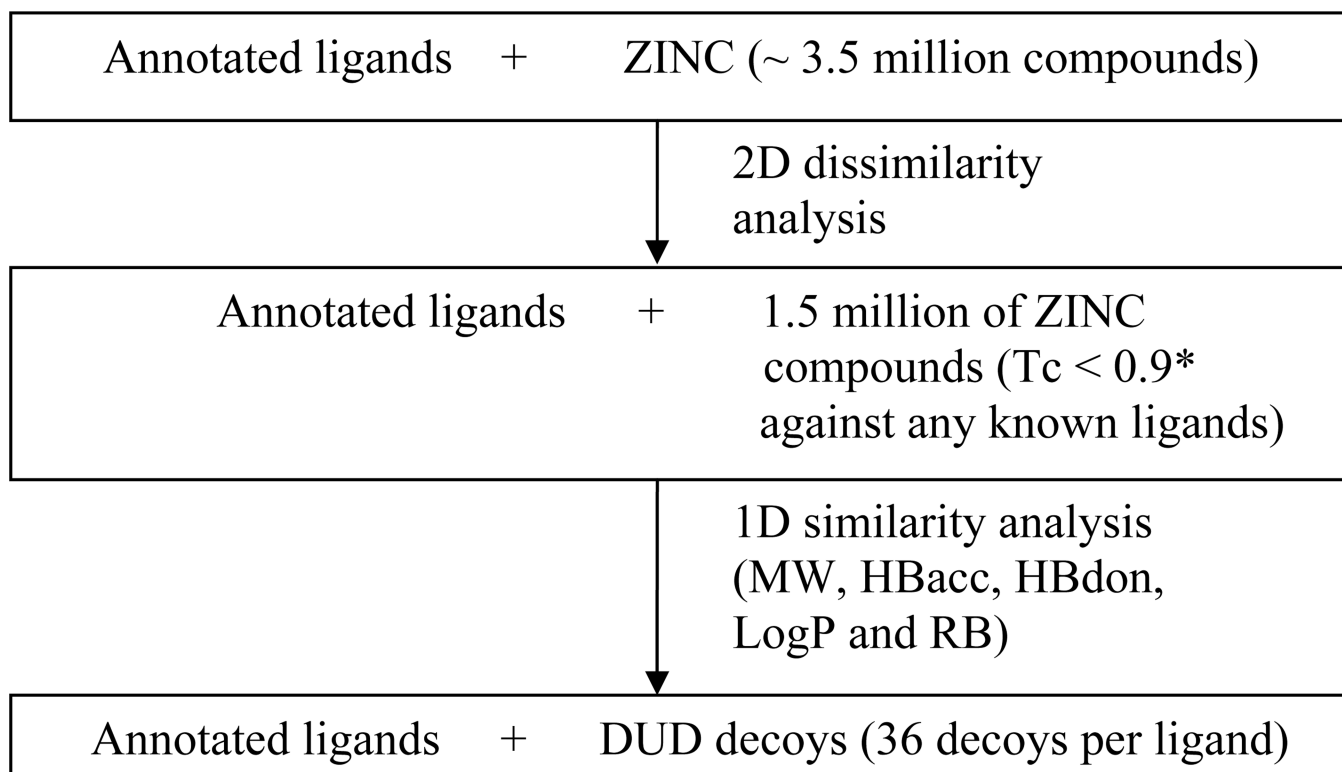 Annotated ligands + ZINC (~ 3.5 million compounds)
2D dissimilarity
analysis
Annotated ligands + 1.5 million of ZINC
compounds (Tc < 0.9*
against any known ligands)
1D similarity analysis
(MW, HBacc, HBdon,
LogP and RB)
Annotated ligands + DUD decoys (36 decoys per ligand)